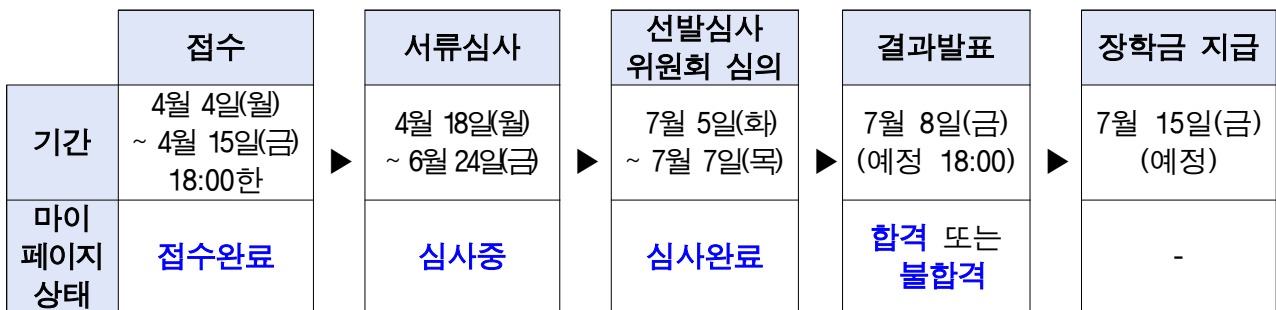 접수
서류심사
선발심사
위원회 심의
결과발표
장학금 지급
기간
4월 4일(월)
~ 4월 15일(금)
18:00한
▶
4월 18일(월)
~ 6월 24일(금)
▶
7월 5일(화)
~ 7월 7일(목)
▶
7월 8일(금)
(예정 18:00)
▶
7월 15일(금)
(예정)
마이
페이지
상태
접수완료
심사중
심사완료
합격 또는
불합격
-